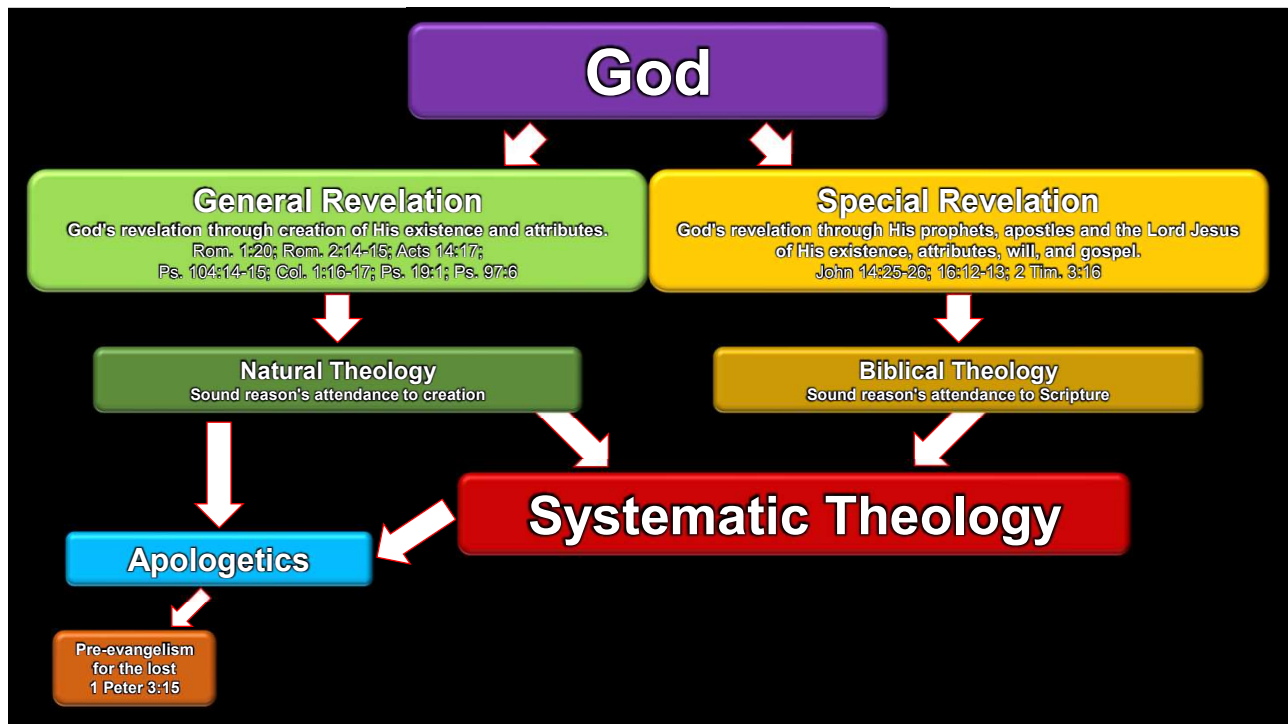 God
General Revelation
God's revelation through creation of His existence and attributes.
Rom. 1:20; Rom. 2:14-15; Acts 14:17;
Ps. 104:14-15; Col. 1:16-17; Ps. 19:1; Ps. 97:6
Special Revelation
God's revelation through His prophets, apostles and the Lord Jesus
of His existence, attributes, will, and gospel.
John 14:25-26; 16:12-13; 2 Tim. 3:16
Natural Theology
Sound reason's attendance to creation
Biblical Theology
Sound reason's attendance to Scripture
Systematic Theology
Apologetics
Pre-evangelism
for the lost
1 Peter 3:15